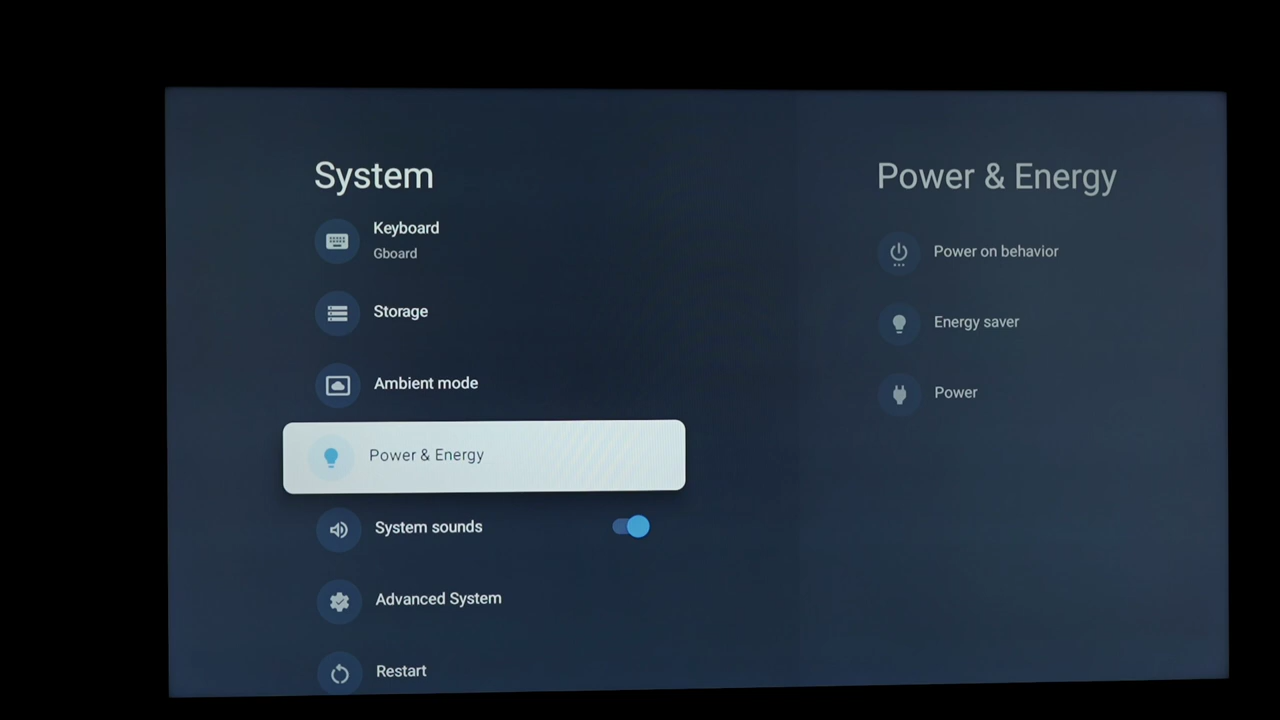 System
Keyboard
Gboard
Storage
Ambient mode
Power & Energy
System sounds
Advanced System
Restart
Power & Energy
Power on behavior
Energy saver
Power